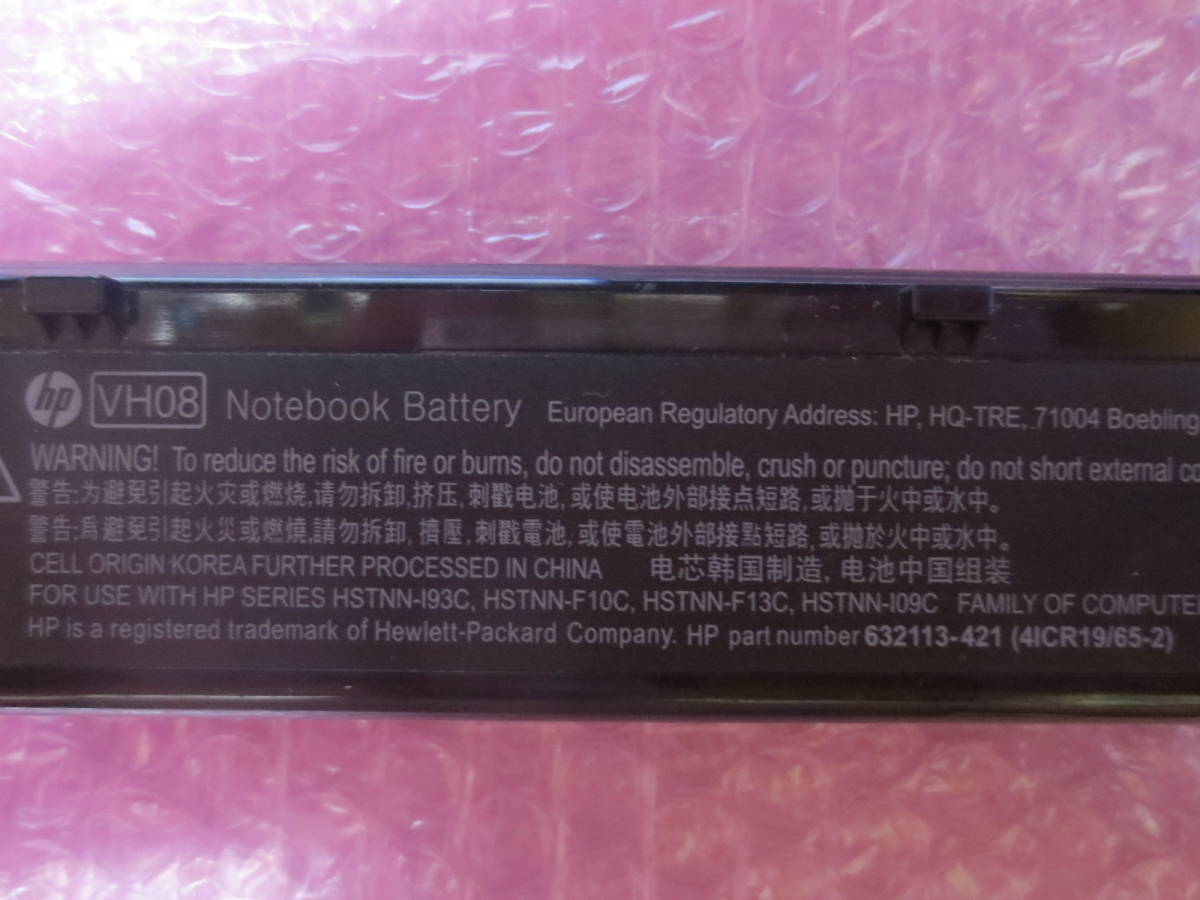 hp VH08 Notebook Battery European Regulatory Address: HP, HQ-TRE, 71004 Boebling
WARNING! To reduce the risk of fire or burns, do not disassemble, crush or puncture; do not short external co
警告:为避免引起火灾或燃烧,请勿拆卸,挤压,刺戳电池,或使电池外部接点短路,或抛于火中或水中。
警告:爲避免引起火災或燃燒,請勿拆卸,擠壓,刺戳電池,或使電池外部接點短路,或拋於火中或水中。
CELL ORIGIN KOREA FURTHER PROCESSED IN CHINA 电芯韩国制造, 电池中国组装
FOR USE WITH HP SERIES HSTNN-I93C, HSTNN-F10C, HSTNN-F13C, HSTNN-I09C FAMILY OF COMPUTE
HP is a registered trademark of Hewlett-Packard Company. HP part number 632113-421 (4ICR19/65-2)